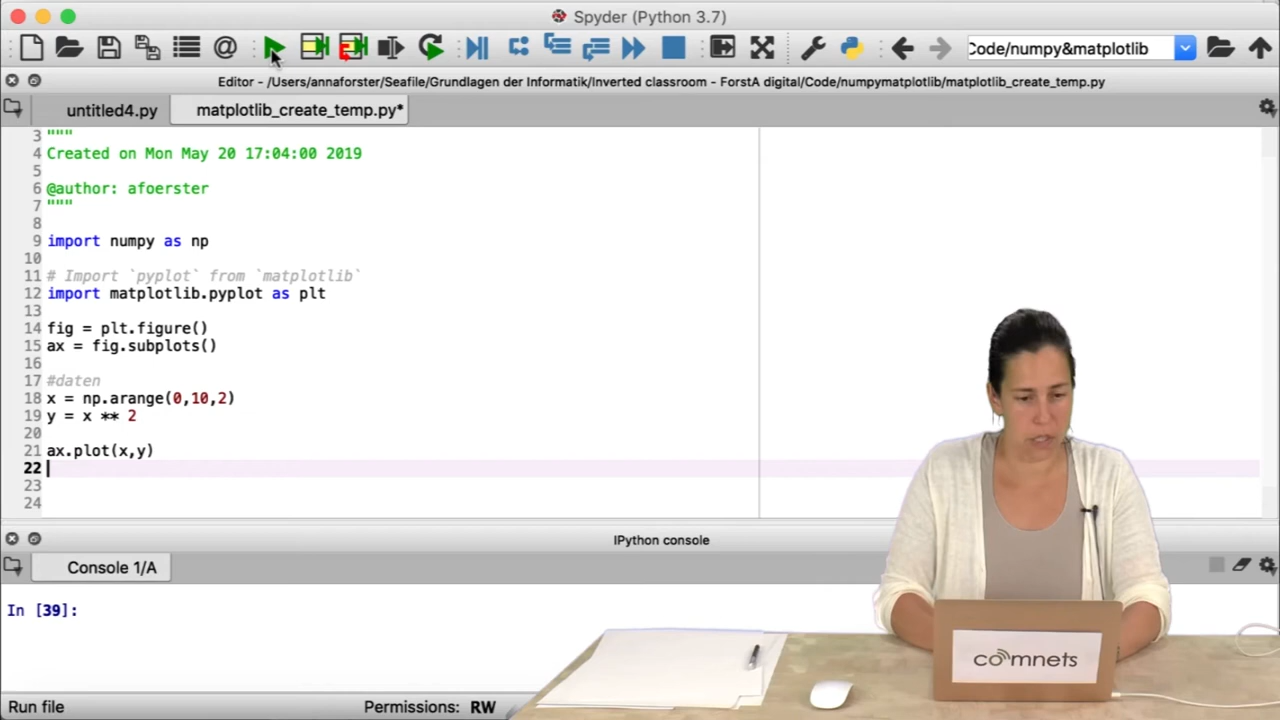 Spyder (Python 3.7)
Code/numpy&matplotlib
Editor - /Users/annaforster/Seafile/Grundlagen der Informatik/Inverted classroom - ForstA digital/Code/numpymatplotlib/matplotlib_create_temp.py
untitled4.py
matplotlib_create_temp.py*
3 """
4 Created on Mon May 20 17:04:00 2019
5
6 @author: afoerster
7 """
8
9 import numpy as np
10
11 # Import `pyplot` from `matplotlib`
12 import matplotlib.pyplot as plt
13
14 fig = plt.figure()
15 ax = fig.subplots()
16
17 #daten
18 x = np.arange(0,10,2)
19 y = x ** 2
20
21 ax.plot(x,y)
22
23
24
IPython console
Console 1/A
In [39]:
comnets
Run file
Permissions: RW